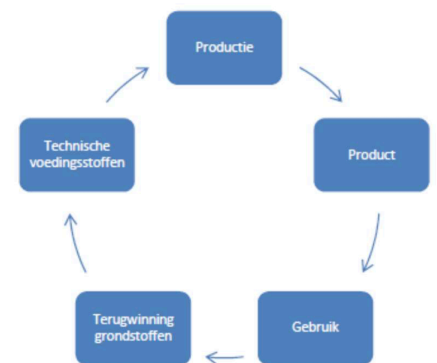 Productie
Product
Gebruik
Terugwinning
grondstoffen
Technische
voedingsstoffen